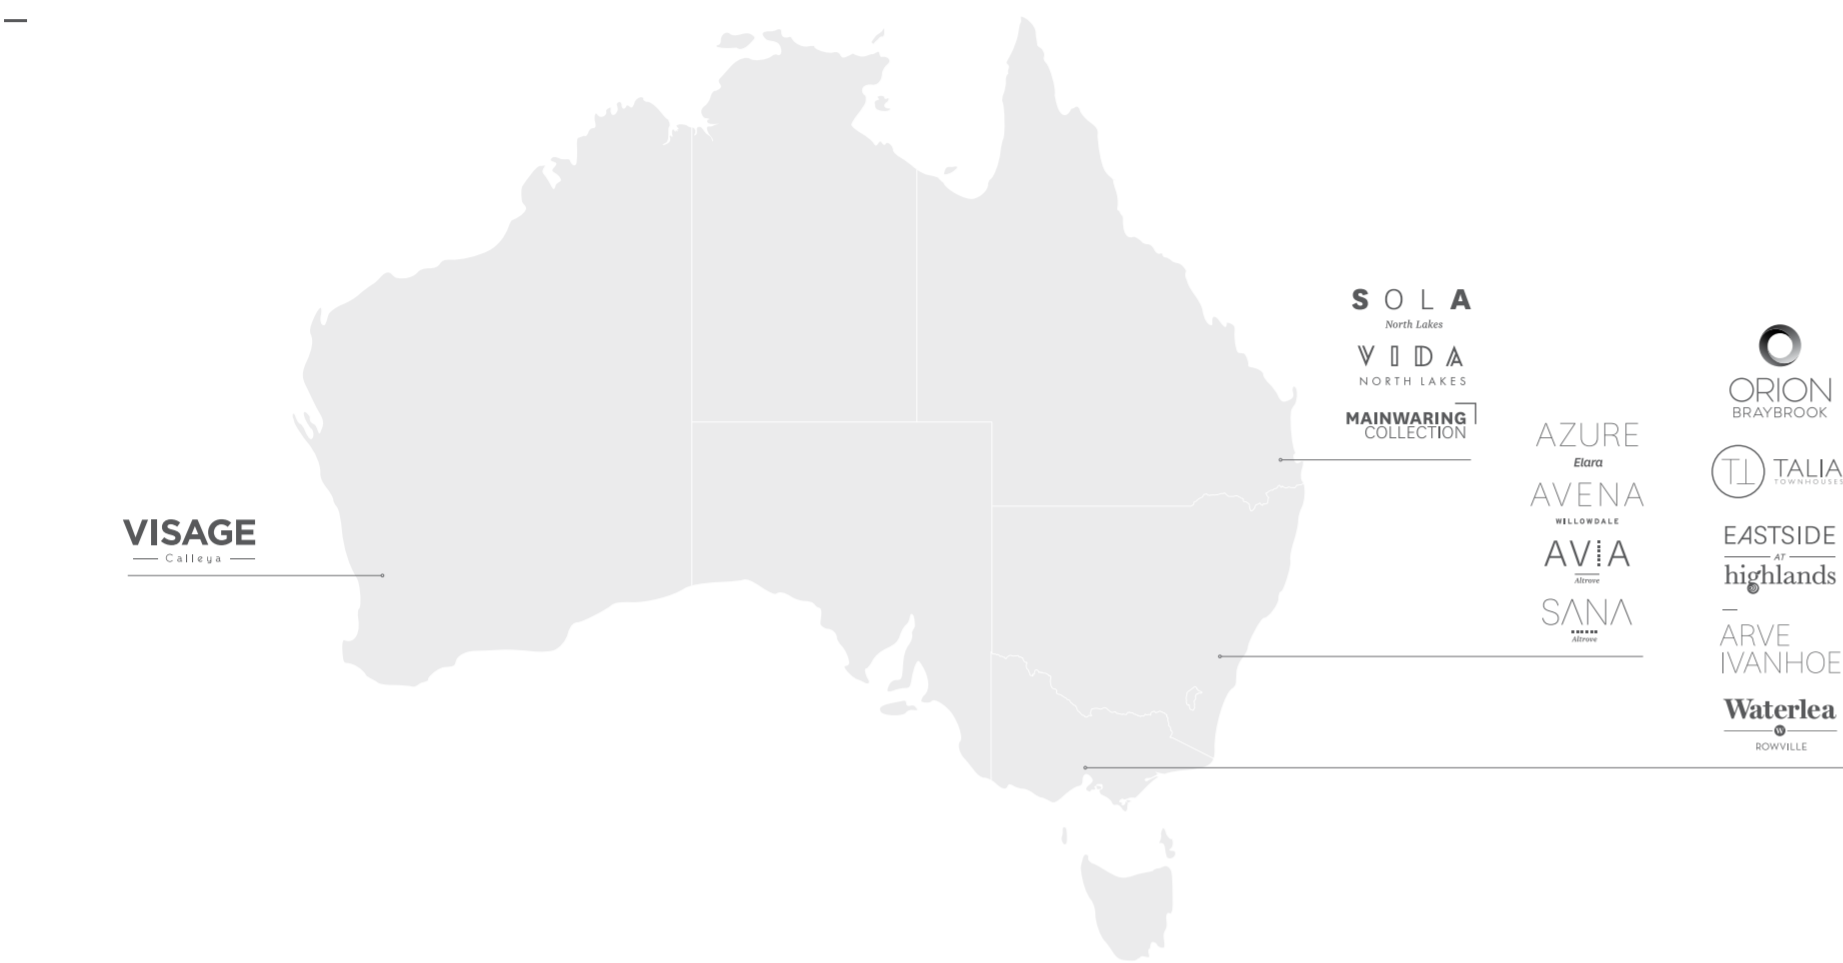 VISAGE
Calleya
SOLA
North Lakes
VIDA
NORTH LAKES
MAINWARING
COLLECTION
AZURE
Elara
AVENA
WILLOWDALE
AVIA
Altrove
SANA
Altrove
ORION
BRAYBROOK
TT TALIA
TOWNHOUSES
EASTSIDE
AT
highlands
ARVE
IVANHOE
Waterlea
W
ROWVILLE